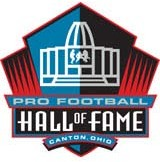 PRO FOOTBALL
HALL OF FAME
CANTON, OHIO